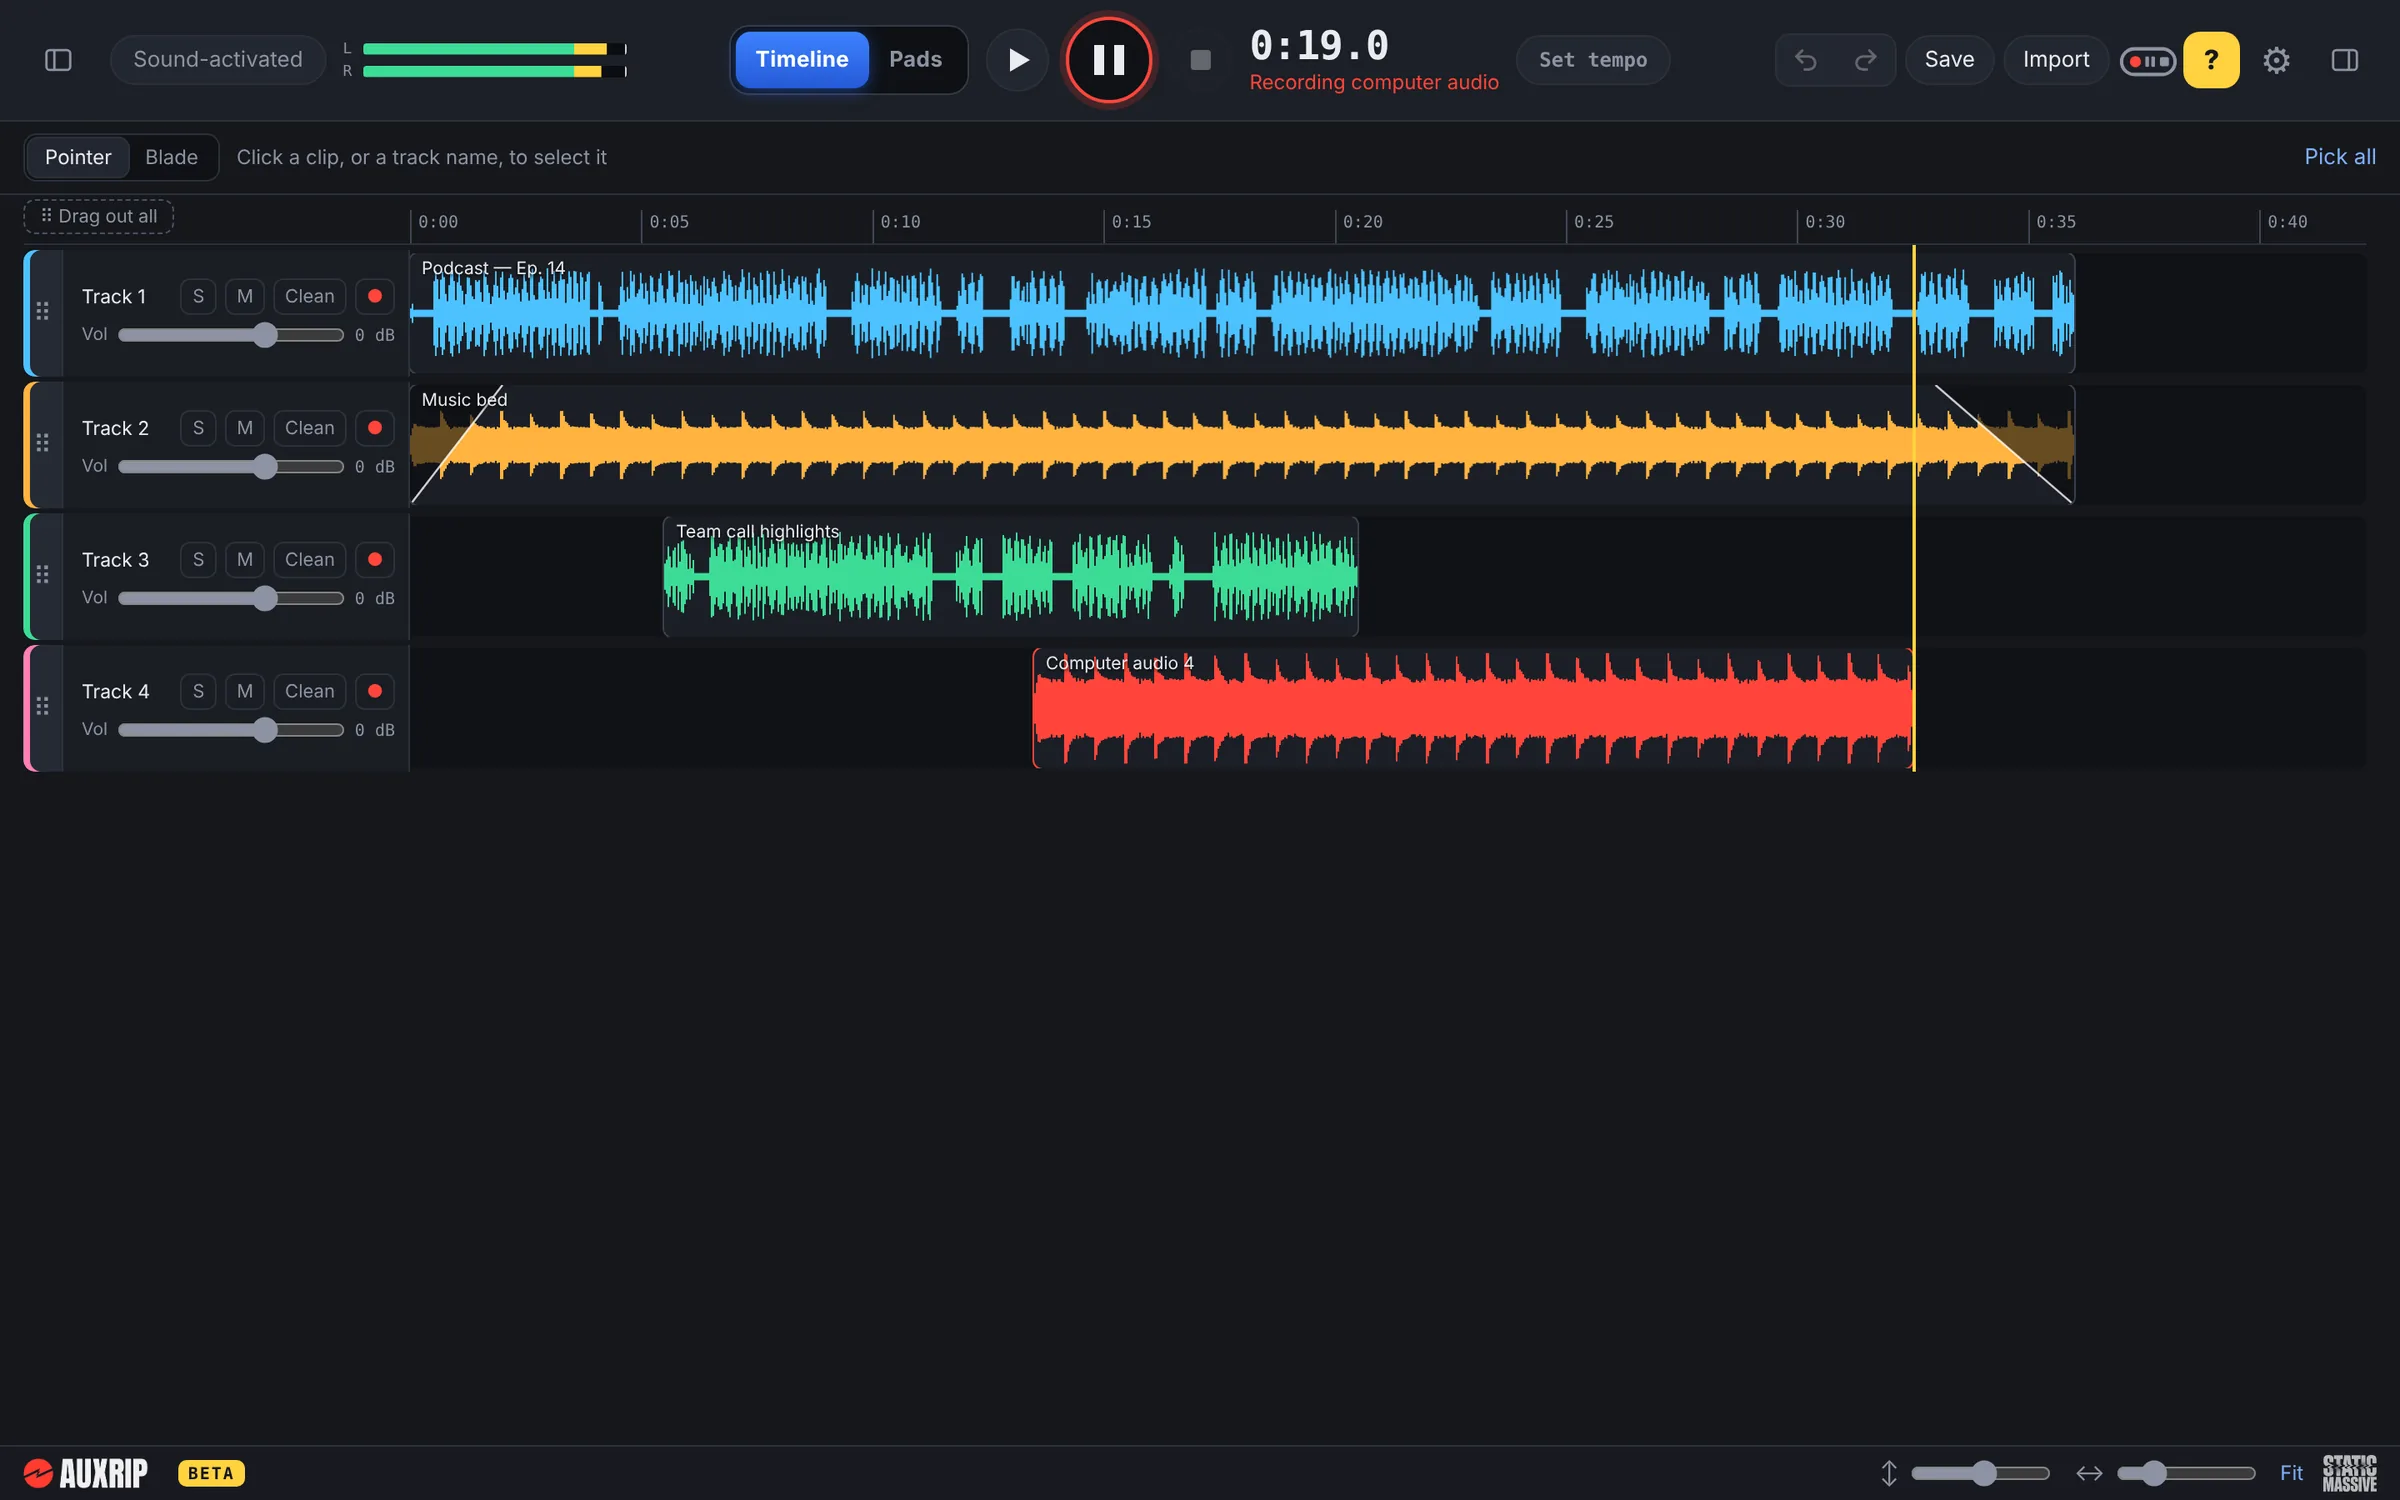 Sound-activated
L
R
Timeline
Pads
0:19.0
Recording computer audio
Set tempo
Save
Import
?
Pointer
Blade
Click a clip, or a track name, to select it
Pick all
Drag out all
0:00
0:05
0:10
0:15
0:20
0:25
0:30
0:35
0:40
Track 1
S
M
Clean
Vol
0 dB
Podcast — Ep. 14
Track 2
S
M
Clean
Vol
0 dB
Music bed
Track 3
S
M
Clean
Vol
0 dB
Team call highlights
Track 4
S
M
Clean
Vol
0 dB
Computer audio 4
AUXRIP
BETA
Fit
STATIC
MASSIVE